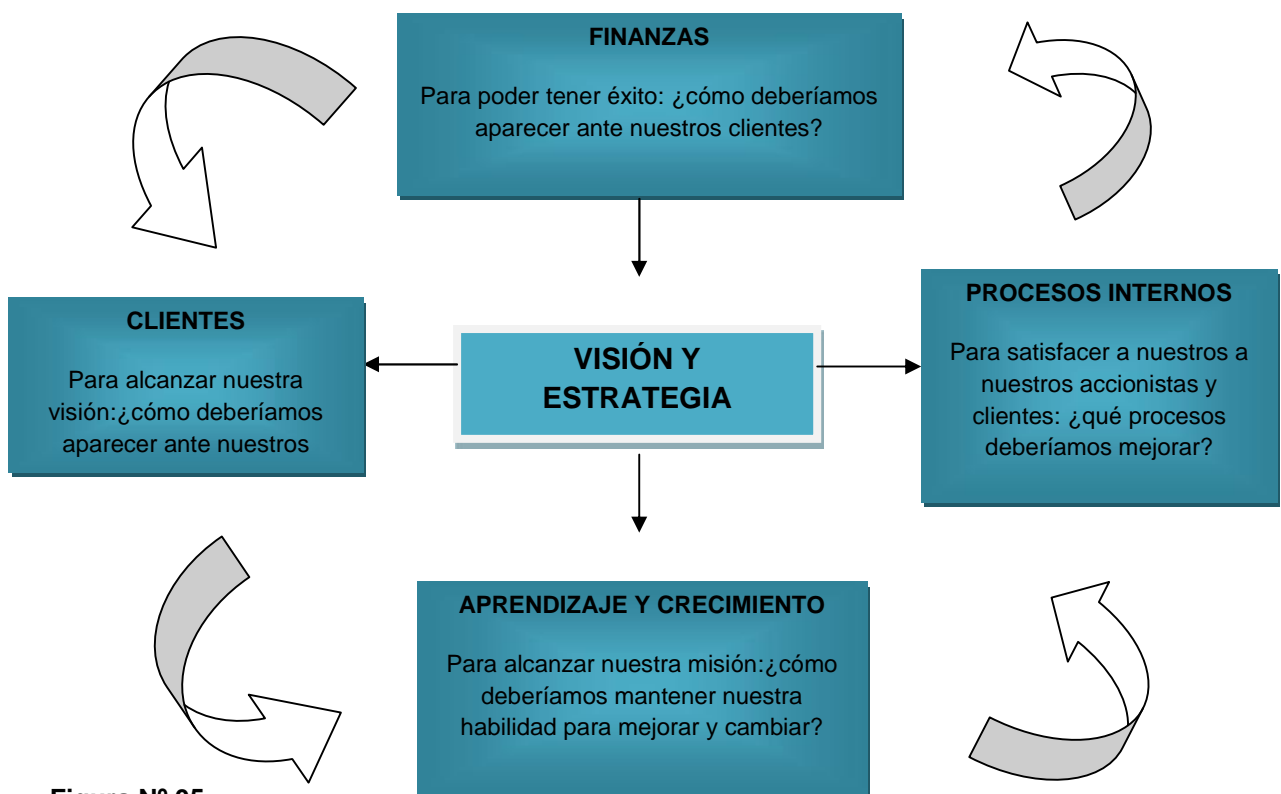 FINANZAS
Para poder tener éxito: ¿cómo deberíamos
aparecer ante nuestros clientes?
CLIENTES
Para alcanzar nuestra
visión:¿cómo deberíamos
aparecer ante nuestros
VISIÓN Y
ESTRATEGIA
PROCESOS INTERNOS
Para satisfacer a nuestros a
nuestros accionistas y
clientes: ¿qué procesos
deberíamos mejorar?
APRENDIZAJE Y CRECIMIENTO
Para alcanzar nuestra misión:¿cómo
deberíamos mantener nuestra
habilidad para mejorar y cambiar?
Figura Nº